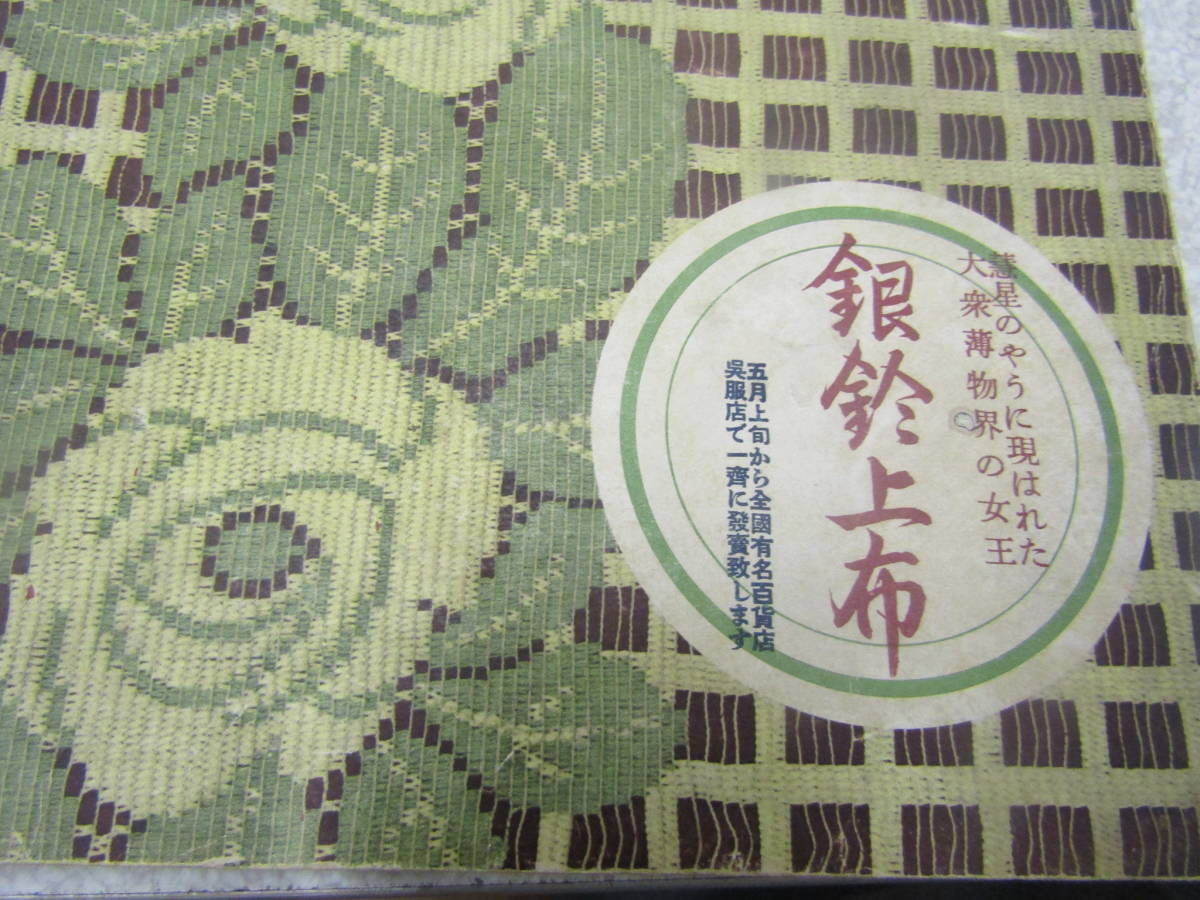 慧星のやうに現はれた
大衆薄物界の女王
銀鈴上布
五月上旬から全國有名百貨店
呉服店で一齊に發賣致します